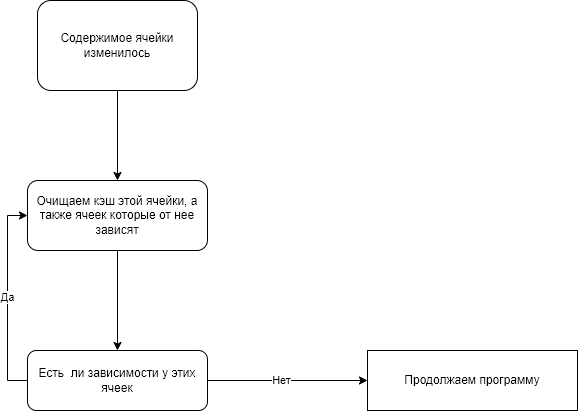 Содержимое ячейки
изменилось
Очищаем кэш этой ячейки, а
также ячеек которые от нее
зависят
Да
Есть ли зависимости у этих
ячеек
Нет
Продолжаем программу